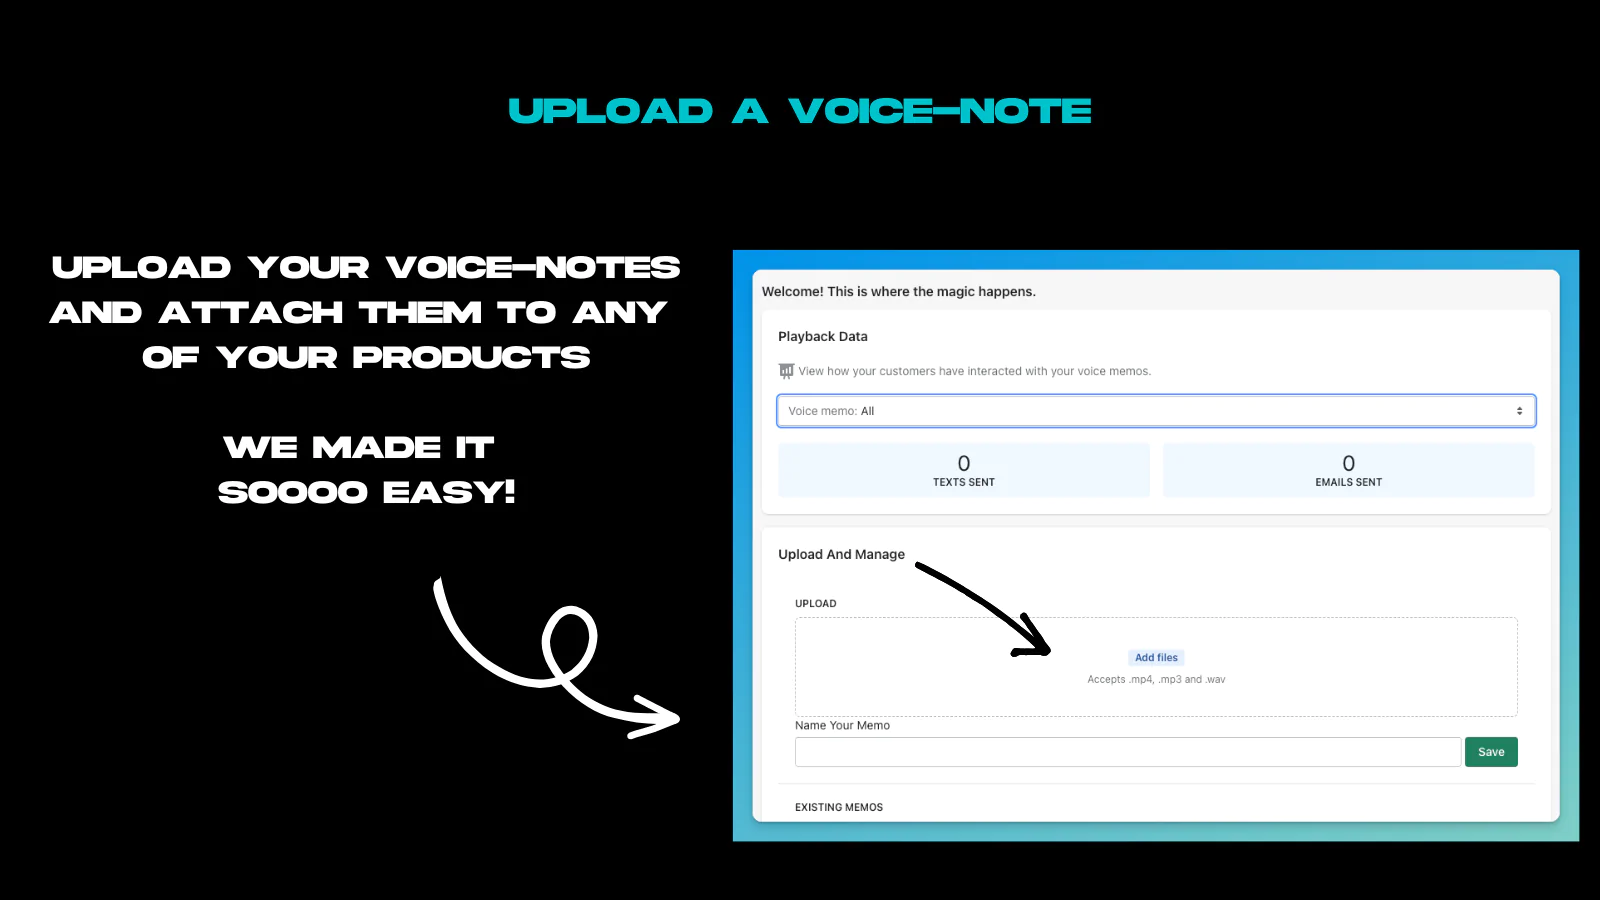 UPLOAD A VOICE-NOTE
UPLOAD YOUR VOICE-NOTES
AND ATTACH THEM TO ANY
OF YOUR PRODUCTS
WE MADE IT
SOOOO EASY!
Welcome! This is where the magic happens.
Playback Data
View how your customers have interacted with your voice memos.
Voice memo: All
0
TEXTS SENT
0
EMAILS SENT
Upload And Manage
UPLOAD
Add files
Accepts .mp4, .mp3 and .wav
Name Your Memo
Save
EXISTING MEMOS